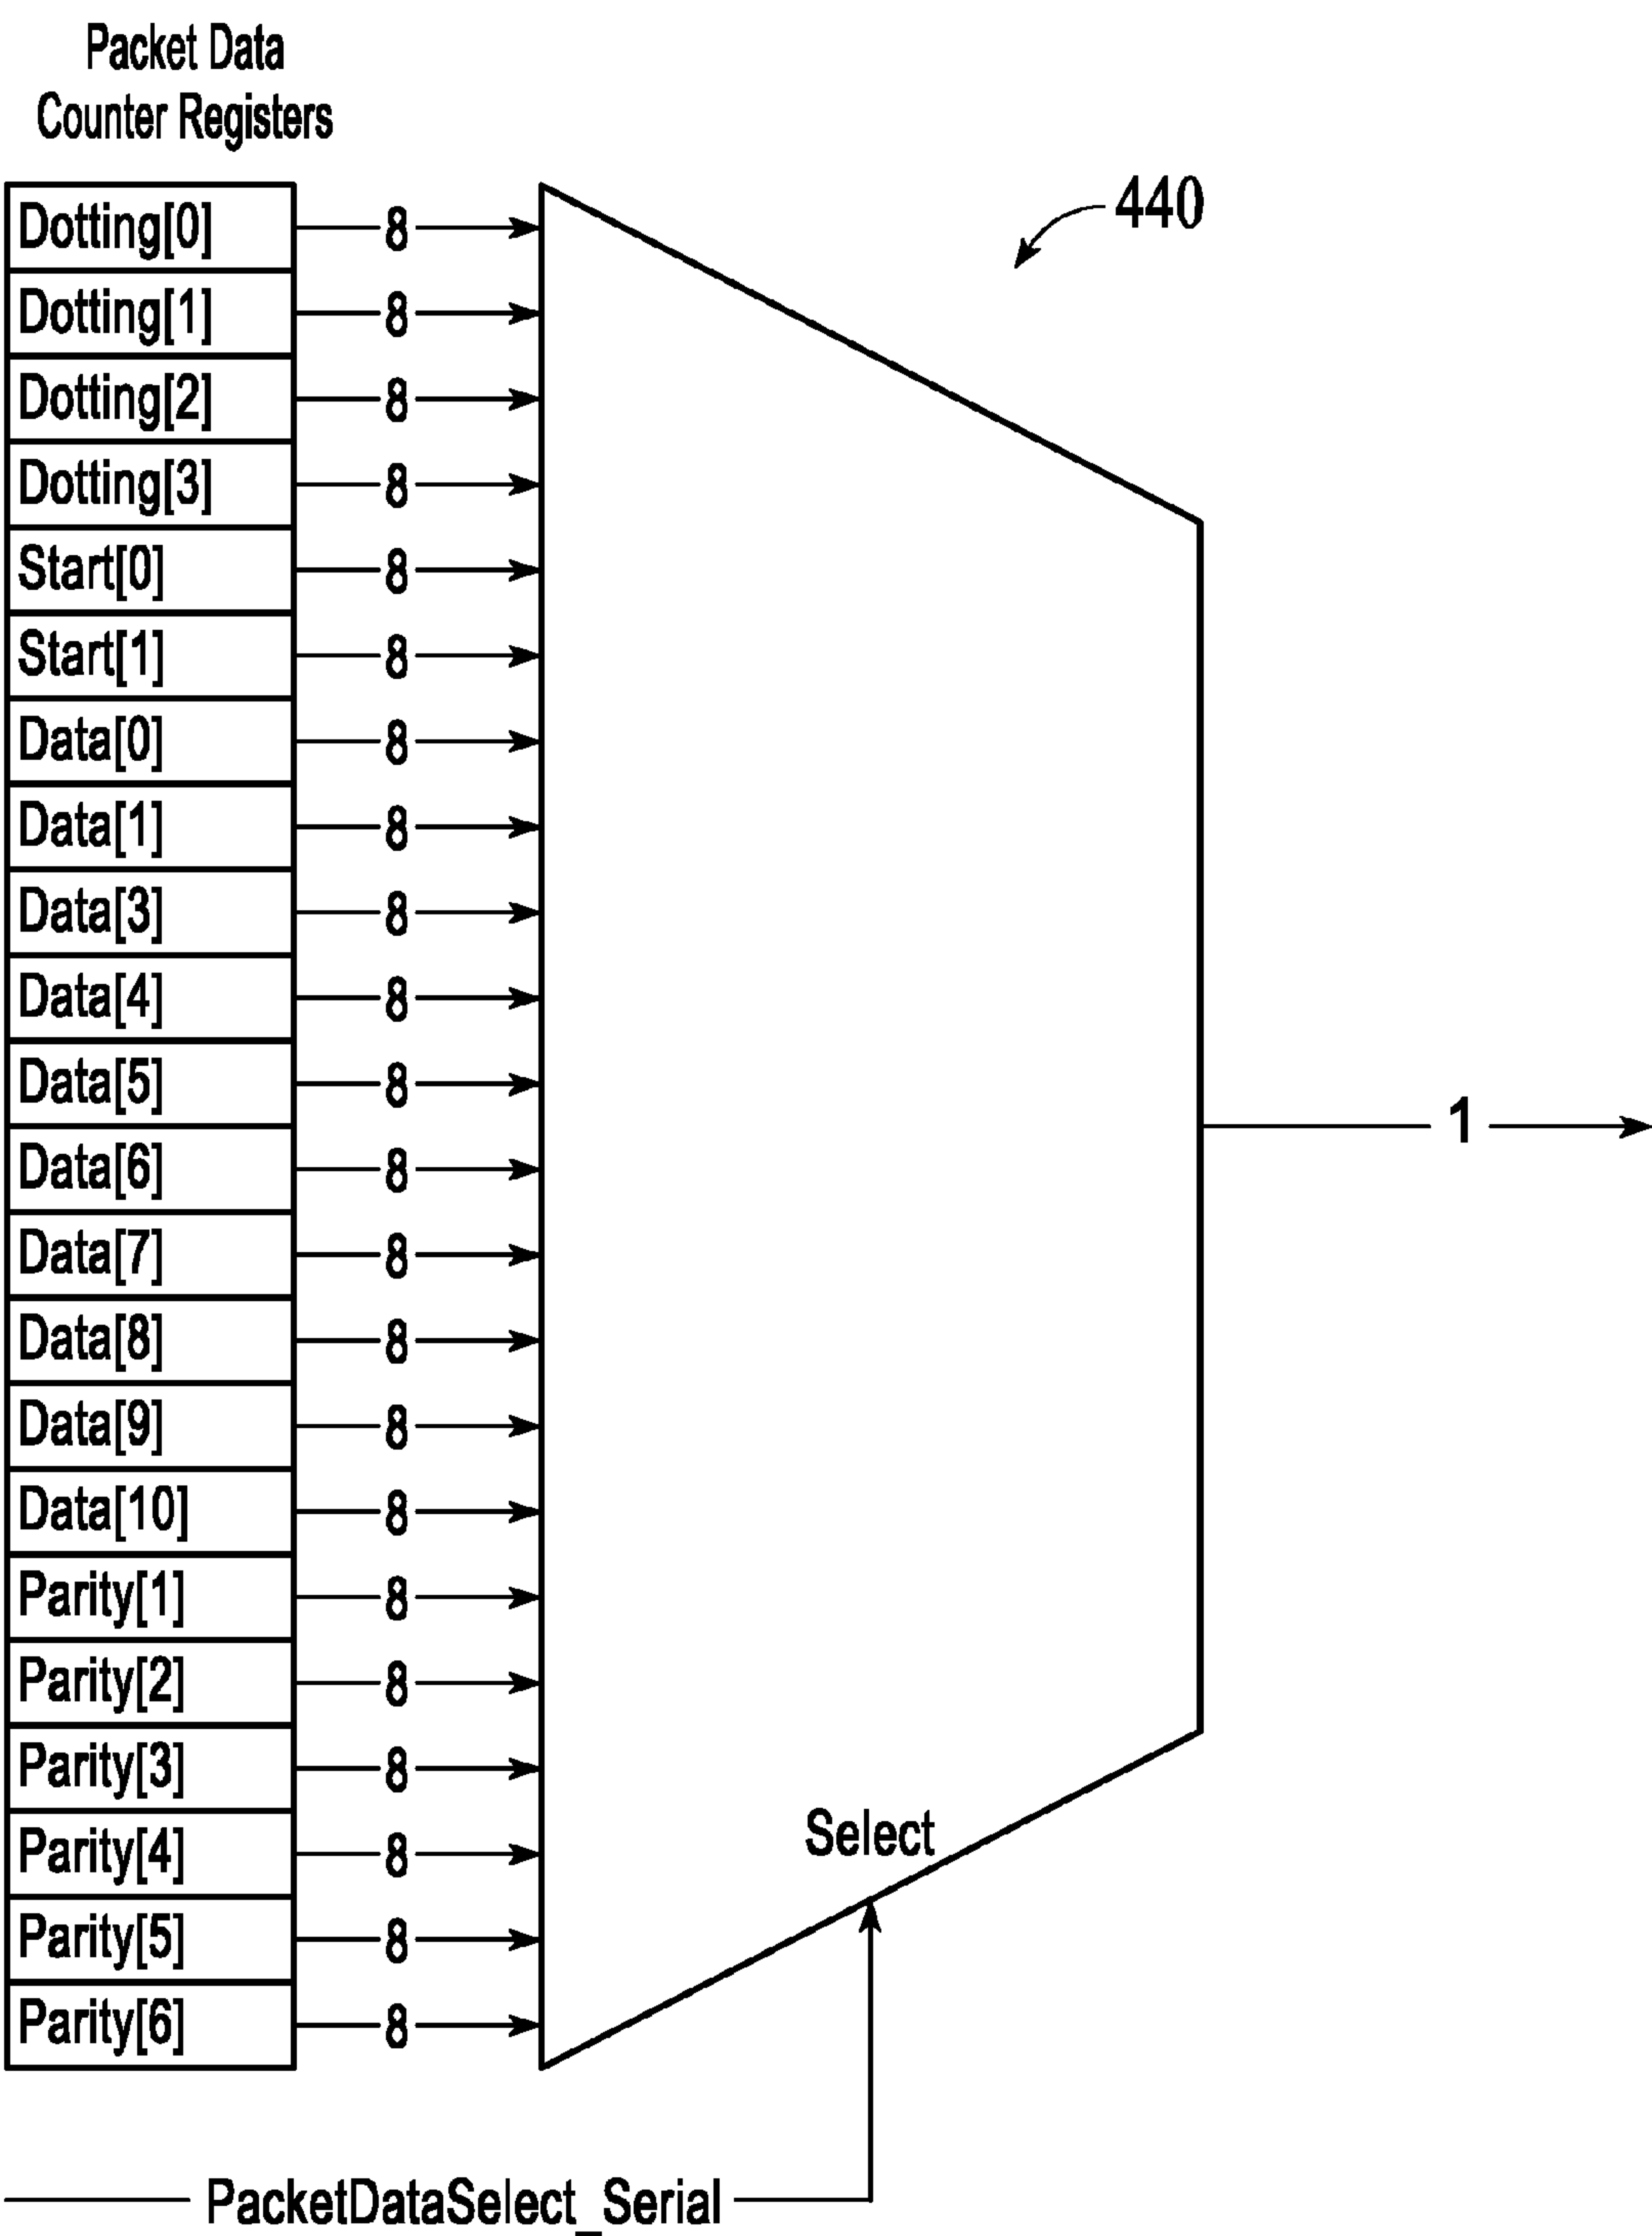 Packet Data
Counter Registers
440
Dotting[0] 8
Dotting[1] 8
Dotting[2] 8
Dotting[3] 8
Start[0] 8
Start[1] 8
Data[0] 8
Data[1] 8
Data[3] 8
Data[4] 8
Data[5] 8
1
Data[6] 8
Data[7] 8
Data[8] 8
Data[9] 8
Data[10] 8
Parity[1] 8
Parity[2] 8
Parity[3] 8
Parity[4] 8
Select
Parity[5] 8
Parity[6] 8
PacketDataSelect_Serial